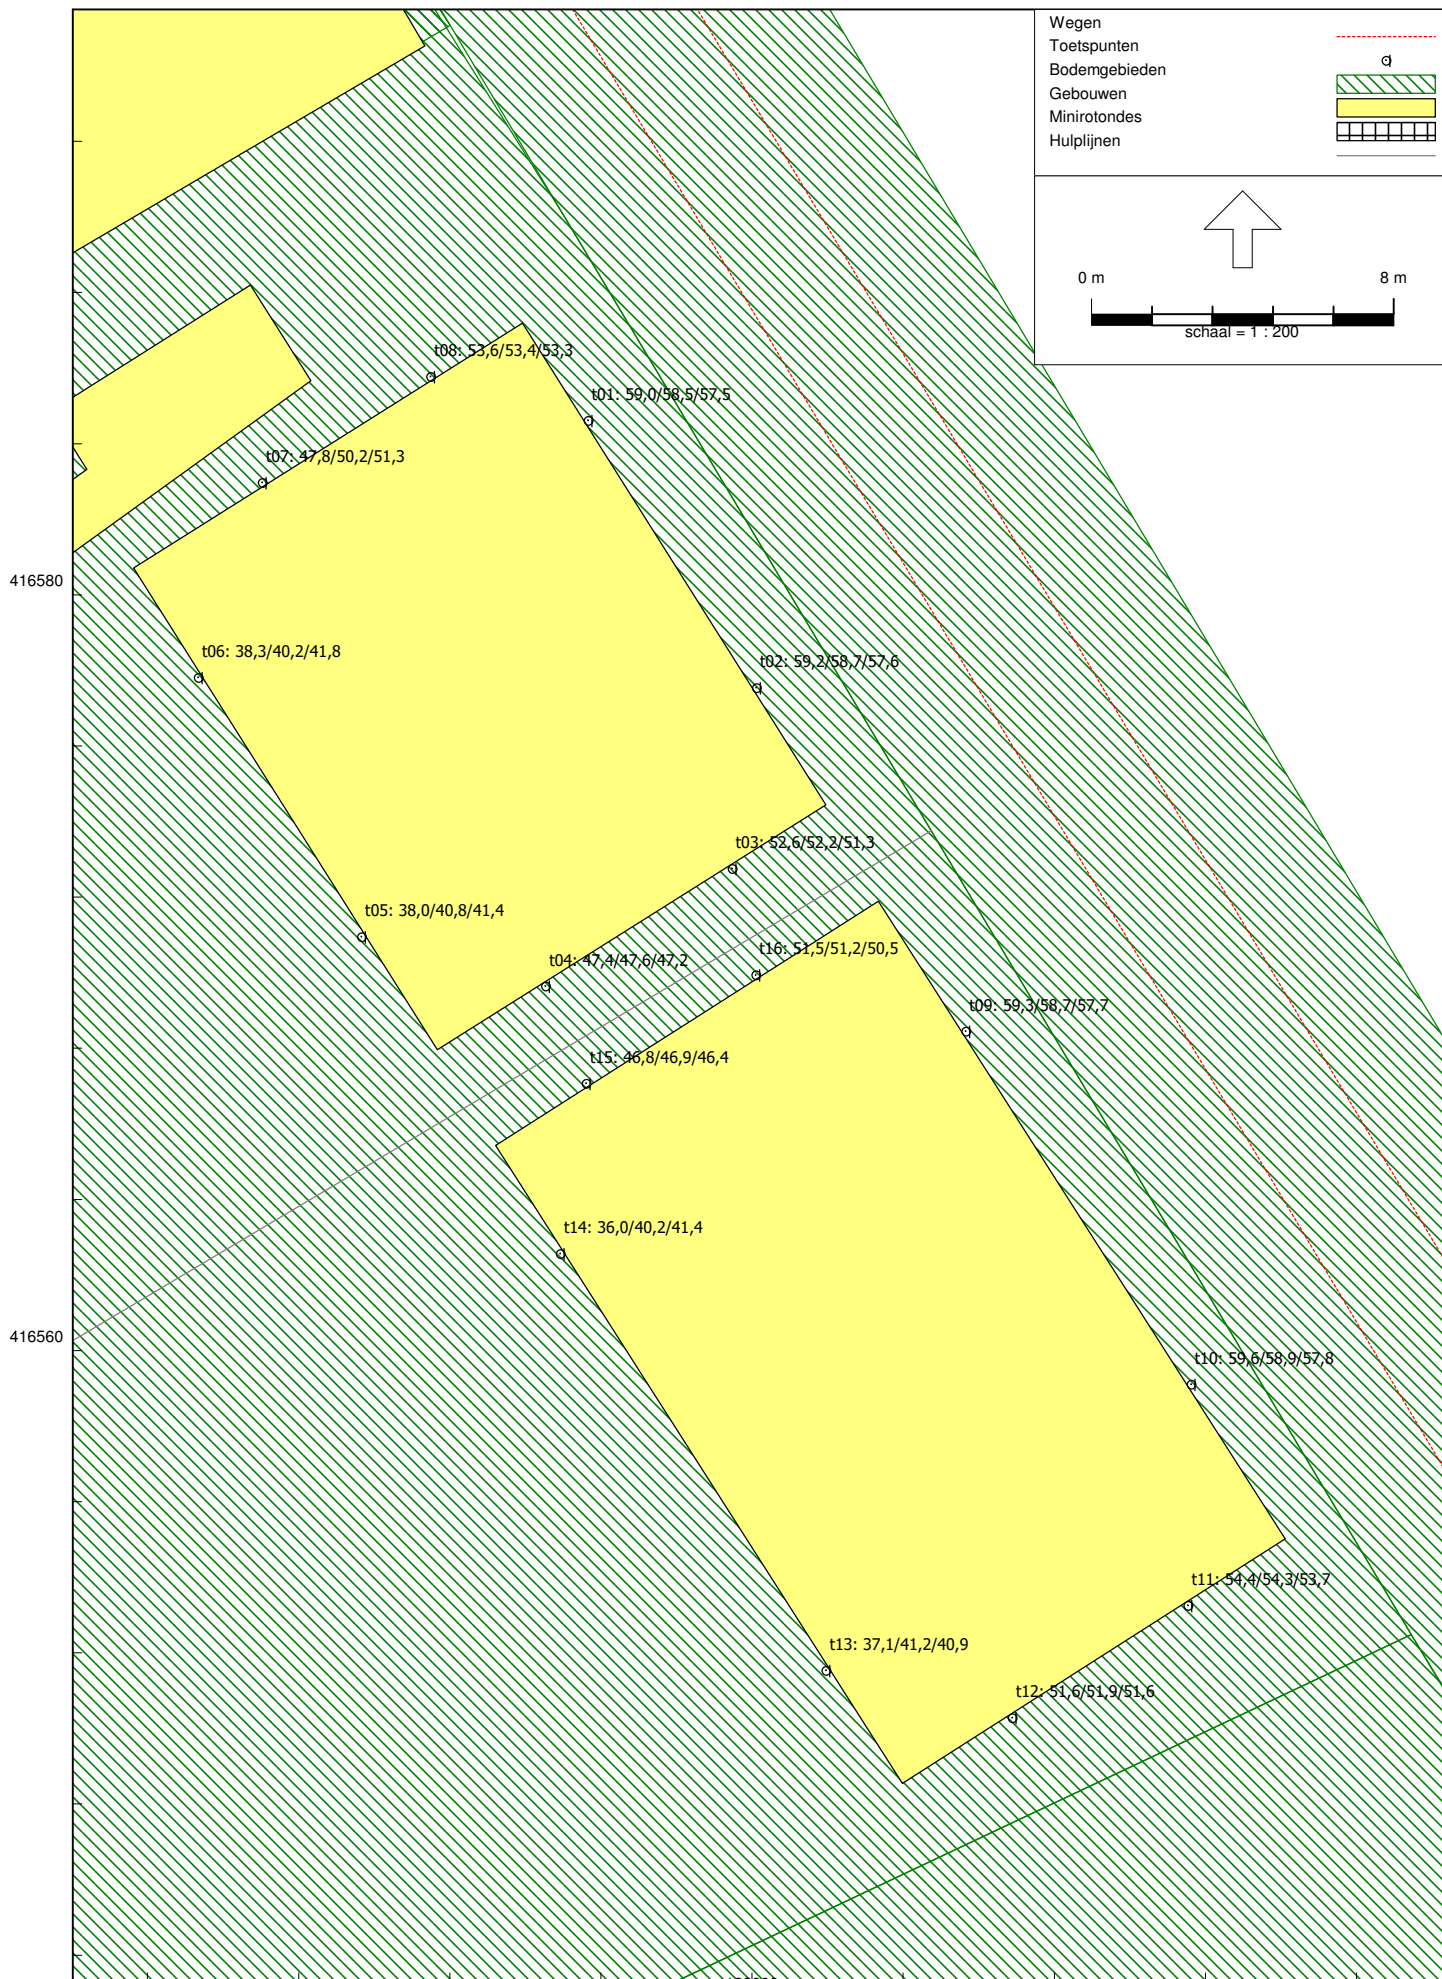 Wegen
Toetspunten
Bodemgebieden
Gebouwen
Minirotondes
Hulplijnen
0 m 8 m
schaal = 1 : 200
t08: 53,6/53,4/53,3
t01: 59,0/58,5/57,5
t07: 47,8/50,2/51,3
416580
t06: 38,3/40,2/41,8
t02: 59,2/58,7/57,6
t03: 52,6/52,2/51,3
t05: 38,0/40,8/41,4
t04: 47,4/47,6/47,2
t16: 51,5/51,2/50,5
t09: 59,3/58,7/57,7
t15: 46,8/46,9/46,4
t14: 36,0/40,2/41,4
416560
t10: 59,6/58,9/57,8
t11: 54,4/54,3/53,7
t13: 37,1/41,2/40,9
t12: 51,6/51,9/51,6